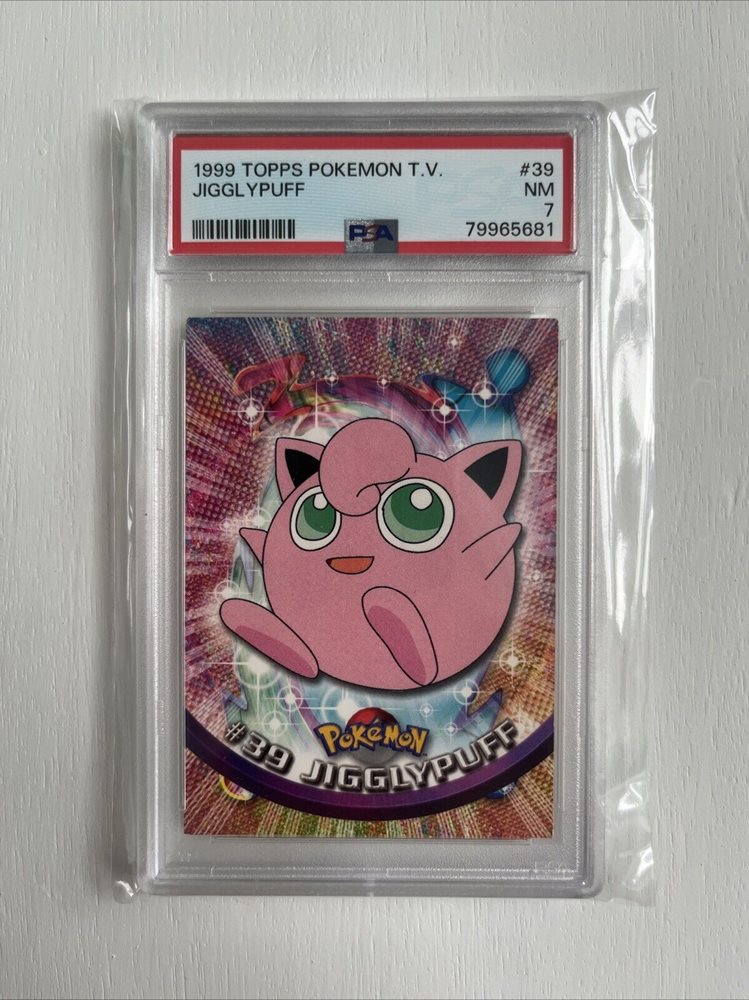 1999 TOPPS POKEMON T.V. #39
JIGGLYPUFF NM
7
PSA 79965681
POKéMON
#39 JIGGLYPUFF